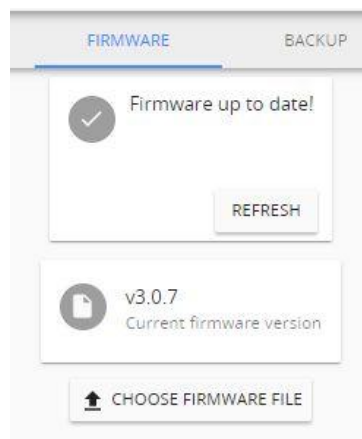 FIRMWARE BACKUP
Firmware up to date!
REFRESH
v3.0.7
Current firmware version
CHOOSE FIRMWARE FILE